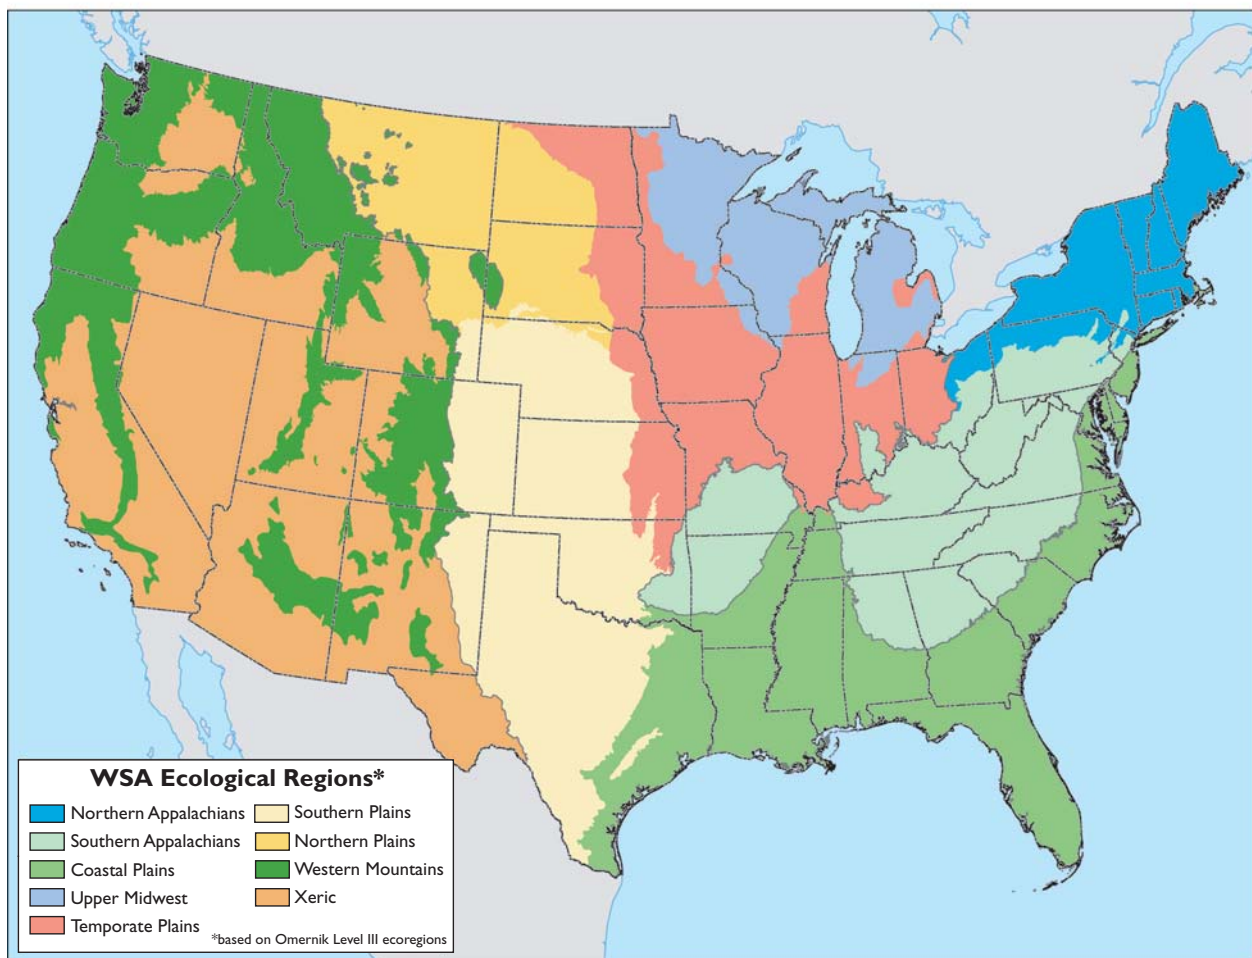 WSA Ecological Regions*
Northern Appalachians
Southern Appalachians
Coastal Plains
Upper Midwest
Temporate Plains
Southern Plains
Northern Plains
Western Mountains
Xeric
*based on Omernik Level III ecoregions